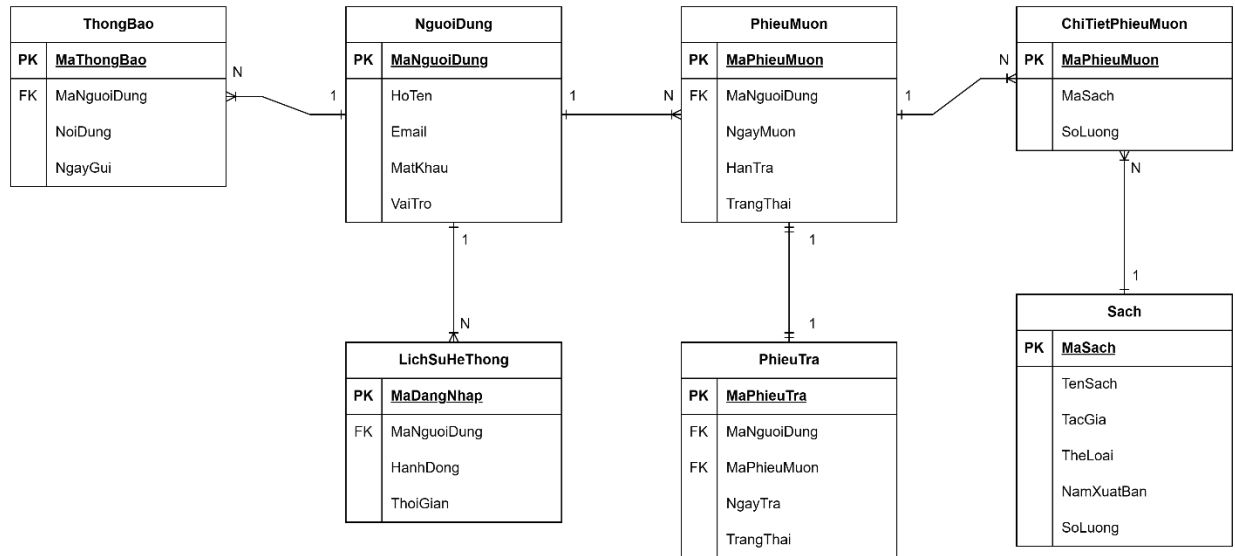 ThongBao
PK MaThongBao
FK MaNguoiDung
NoiDung
NgayGui
N
1
NguoiDung
PK MaNguoiDung
HoTen
Email
MatKhau
VaiTro
1
N
1
N
PhieuMuon
PK MaPhieuMuon
FK MaNguoiDung
NgayMuon
HanTra
TrangThai
1
N
1
1
ChiTietPhieuMuon
PK MaPhieuMuon
MaSach
SoLuong
N
1
LichSuHeThong
PK MaDangNhap
FK MaNguoiDung
HanhDong
ThoiGian
PhieuTra
PK MaPhieuTra
FK MaNguoiDung
FK MaPhieuMuon
NgayTra
TrangThai
Sach
PK MaSach
TenSach
TacGia
TheLoai
NamXuatBan
SoLuong